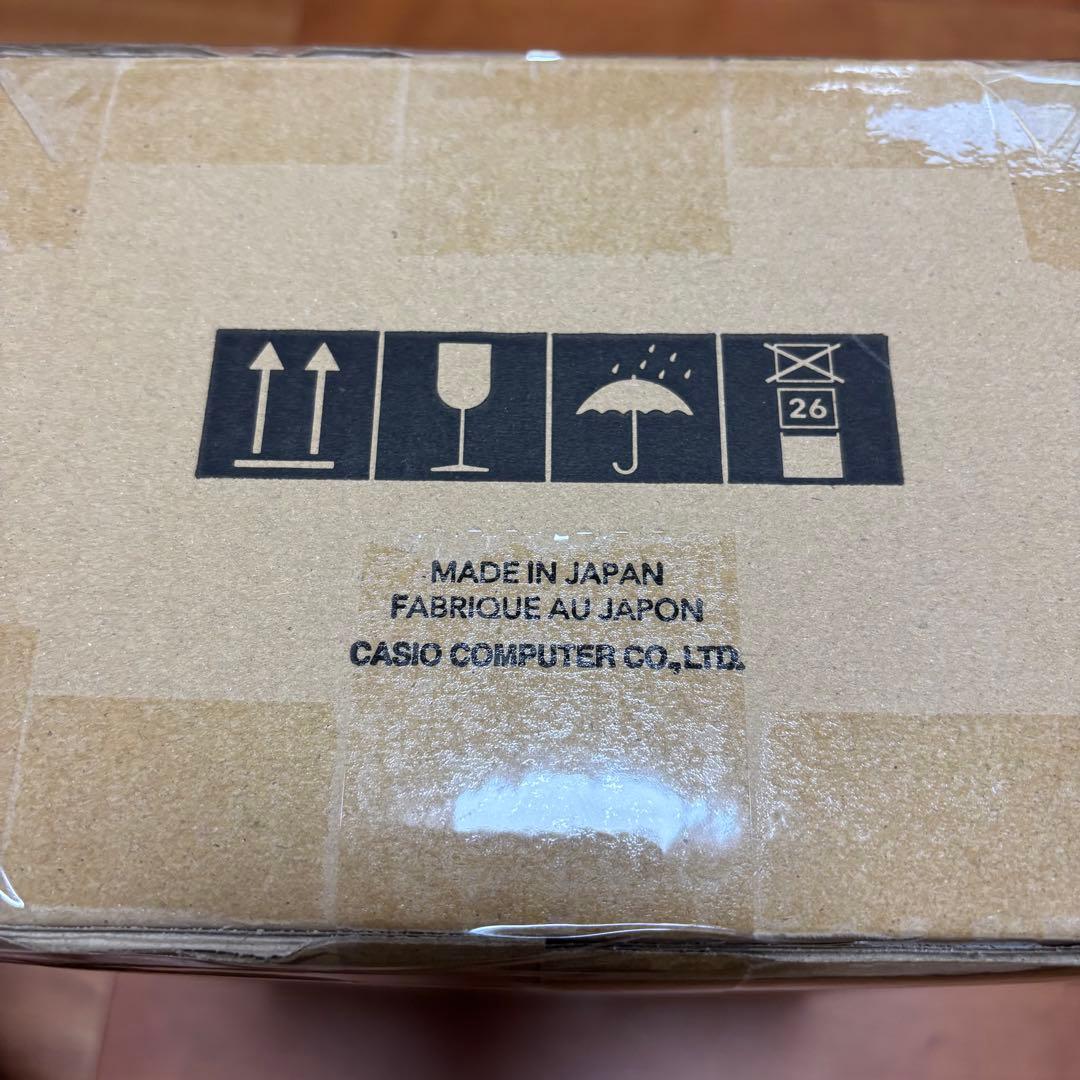 26
MADE IN JAPAN
FABRIQUE AU JAPON
CASIO COMPUTER CO.,LTD.